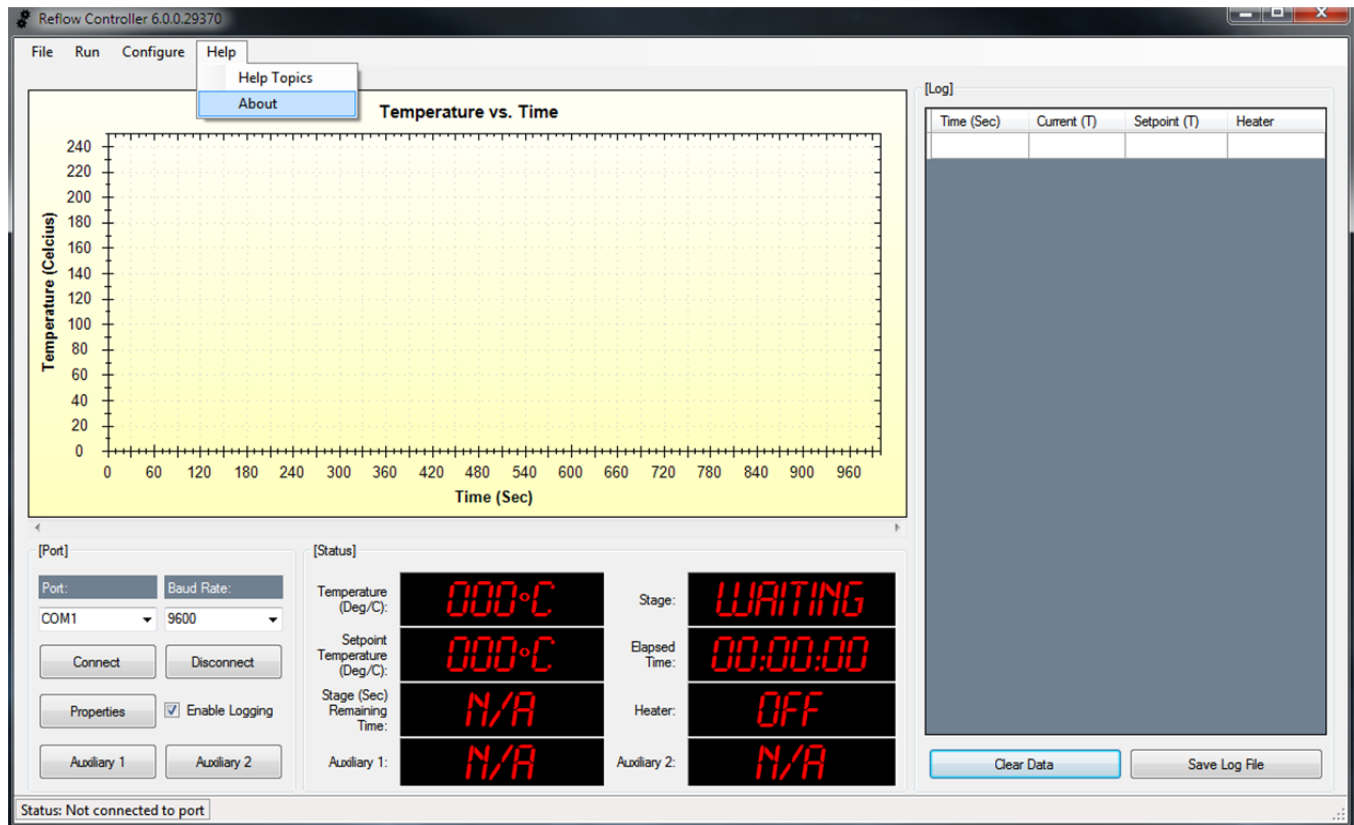 Reflow Controller 6.0.0.29370
File Run Configure Help
Help Topics
About
Temperature vs. Time
Temperature (Celcius)
240
220
200
180
160
140
120
100
80
60
40
20
0
0 60 120 180 240 300 360 420 480 540 600 660 720 780 840 900 960
Time (Sec)
[Log]
Time (Sec) Current (T) Setpoint (T) Heater
[Port]
Port: Baud Rate:
COM1 9600
Connect Disconnect
Properties Enable Logging
Auxiliary 1 Auxiliary 2
[Status]
Temperature
(Deg/C):
000°C
Stage:
WAITING
Setpoint
Temperature
(Deg/C):
000°C
Elapsed
Time:
00:00:00
Stage (Sec)
Remaining
Time:
N/A
Heater:
OFF
Auxiliary 1:
N/A
Auxiliary 2:
N/A
Clear Data Save Log File
Status: Not connected to port